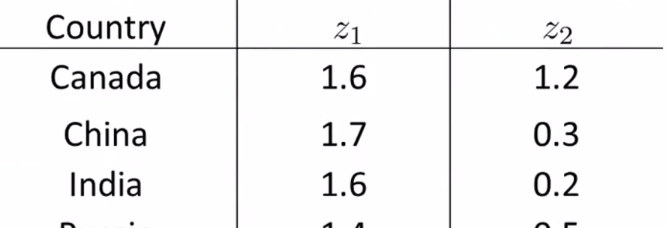 Country z₁ z₂
Canada 1.6 1.2
China 1.7 0.3
India 1.6 0.2